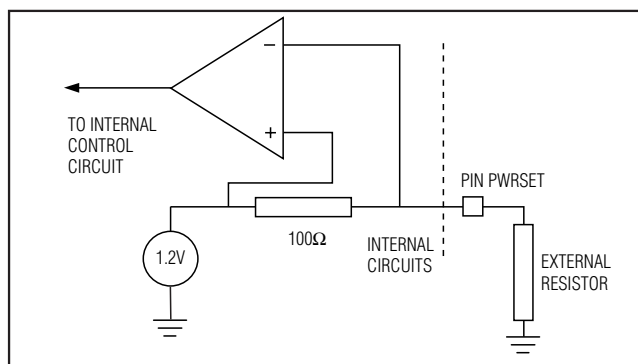 −
+
TO INTERNAL
CONTROL
CIRCUIT
PIN PWRSET
100Ω
INTERNAL
CIRCUITS
1.2V
EXTERNAL
RESISTOR